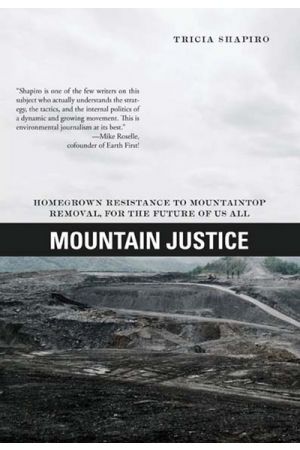 TRICIA SHAPIRO
"Shapiro is one of the few writers on this
subject who actually understands the strat-
egy, the tactics, and the internal politics of
a dynamic and growing movement. This is
environmental journalism at its best."
—Mike Roselle,
cofounder of Earth First!
HOMEGROWN RESISTANCE TO MOUNTAINTOP
REMOVAL, FOR THE FUTURE OF US ALL
MOUNTAIN JUSTICE